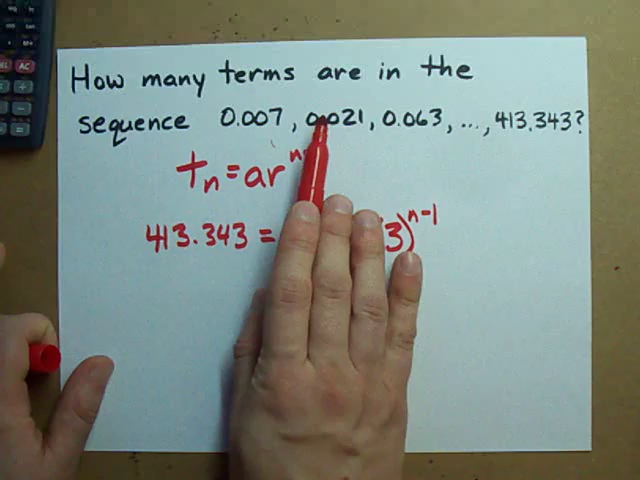 How many terms are in the
sequence 0.007, 0.021, 0.063, ..., 413.343?
tn = ar^n
413.343 = 3)^n-1
AC